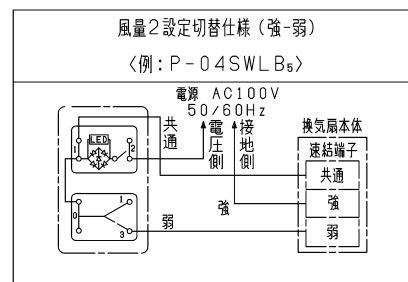 風量2設定切替仕様(強-弱)
〈例:P-04SWLB₅〉
電源 AC100V
50/60Hz
共通
電圧側
接地側
換気扇本体
速結端子
共通
強
弱
LED
1
2
0
1
3
弱
強